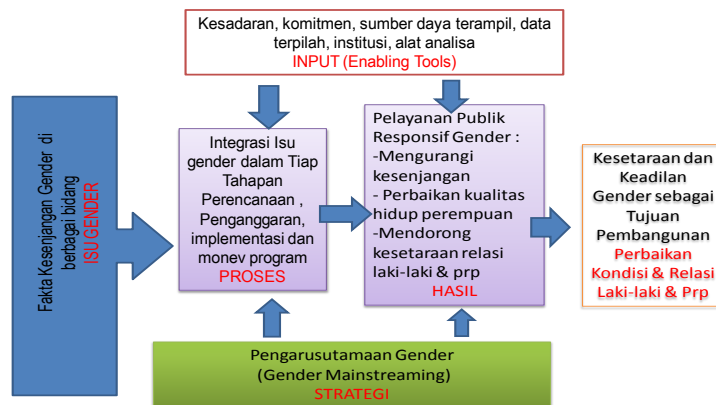 Kesadaran, komitmen, sumber daya terampil, data
terpilah, institusi, alat analisa
INPUT (Enabling Tools)
Fakta Kesenjangan Gender di
berbagai bidang
ISU GENDER
Integrasi Isu
gender dalam Tiap
Tahapan
Perencanaan ,
Penganggaran,
implementasi dan
monev program
PROSES
Pelayanan Publik
Responsif Gender :
-Mengurangi
kesenjangan
- Perbaikan kualitas
hidup perempuan
-Mendorong
kesetaraan relasi
laki-laki & prp
HASIL
Kesetaraan dan
Keadilan
Gender sebagai
Tujuan
Pembangunan
Perbaikan
Kondisi & Relasi
Laki-laki & Prp
Pengarusutamaan Gender
(Gender Mainstreaming)
STRATEGI